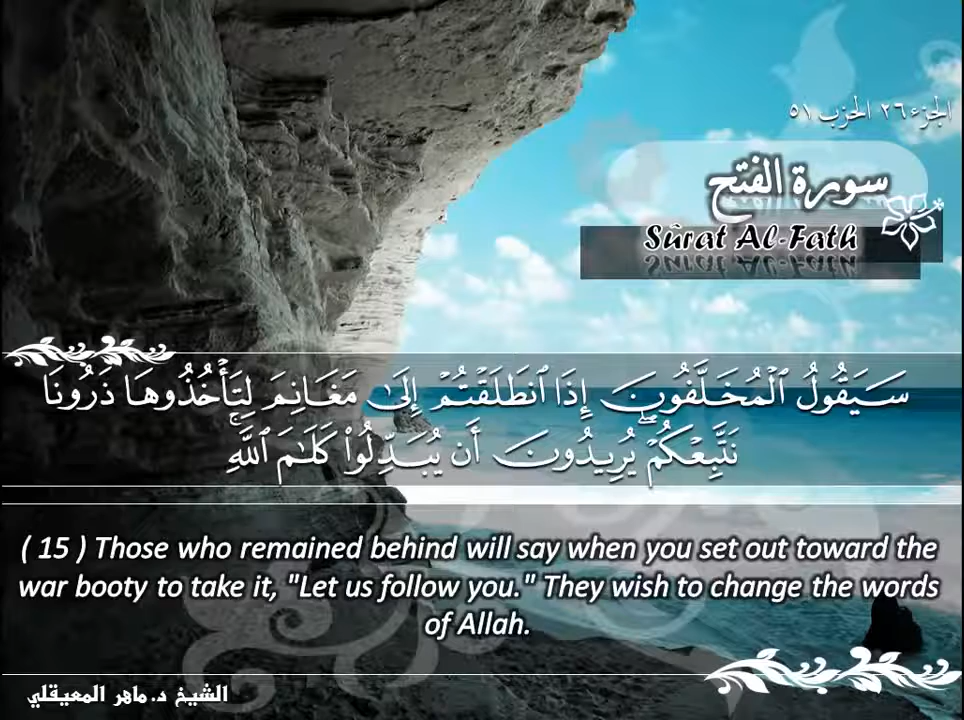 الجزء ٢٦ الحزب ٥١
سورة الفتح
Sûrat Al-Fath
سَيَقُولُ ٱلْمُخَلَّفُونَ إِذَا ٱنطَلَقْتُمْ إِلَىٰ مَغَانِمَ لِتَأْخُذُوهَا ذَرُونَا
نَتَّبِعْكُمْ ۖ يُرِيدُونَ أَن يُبَدِّلُوا۟ كَلَـٰمَ ٱللَّهِ ۚ
( 15 ) Those who remained behind will say when you set out toward the
war booty to take it, "Let us follow you." They wish to change the words
of Allah.
الشيخ د. ماهر المعيقلي